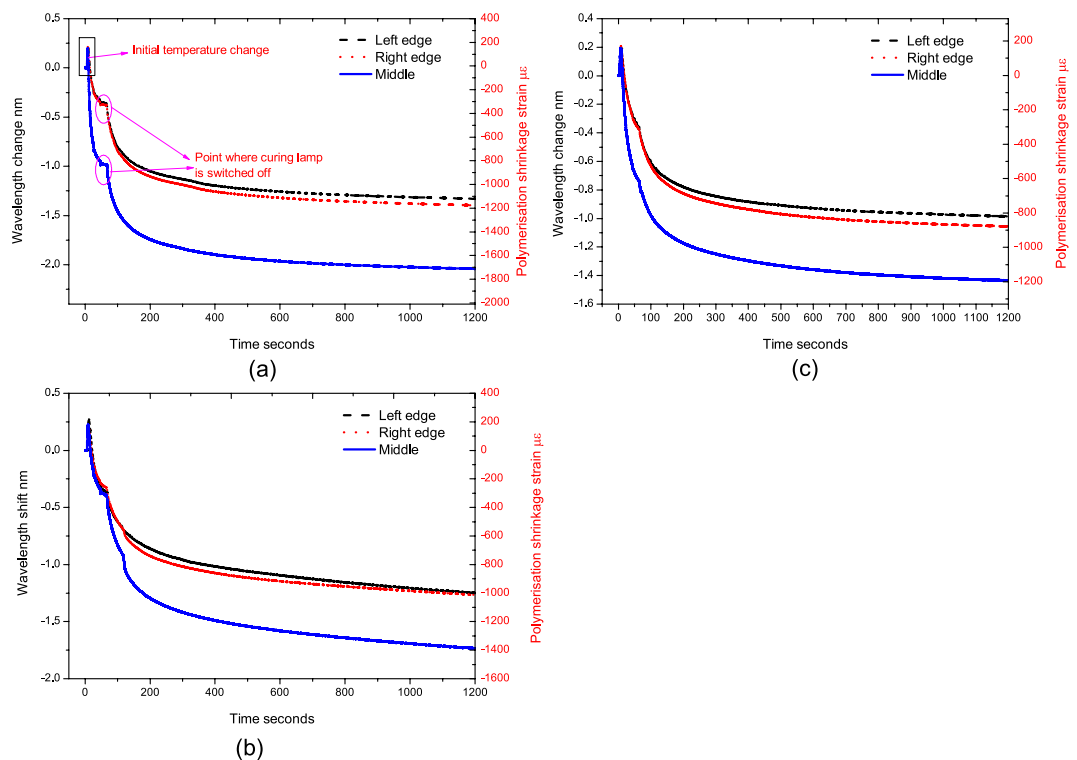 0.5
0.0
-0.5
-1.0
-1.5
-2.0
Wavelength change nm
400
200
0
-200
-400
-600
-800
-1000
-1200
-1400
-1600
-1800
-2000
Polymerisation shrinkage strain με
Left edge
Right edge
Middle
Initial temperature change
Point where curing lamp
is switched off
0 200 400 600 800 1000 1200
Time seconds
(a)
0.4
0.2
0.0
-0.2
-0.4
-0.6
-0.8
-1.0
-1.2
-1.4
-1.6
Wavelength change nm
200
0
-200
-400
-600
-800
-1000
-1200
Polymerisation shrinkage strain με
Left edge
Right edge
Middle
0 100 200 300 400 500 600 700 800 900 1000 1100 1200
Time seconds
(c)
0.5
0.0
-0.5
-1.0
-1.5
-2.0
Wavelength shift nm
400
200
0
-200
-400
-600
-800
-1000
-1200
-1400
-1600
Polymerisation shrinkage strain με
Left edge
Right edge
Middle
0 200 400 600 800 1000 1200
Time seconds
(b)